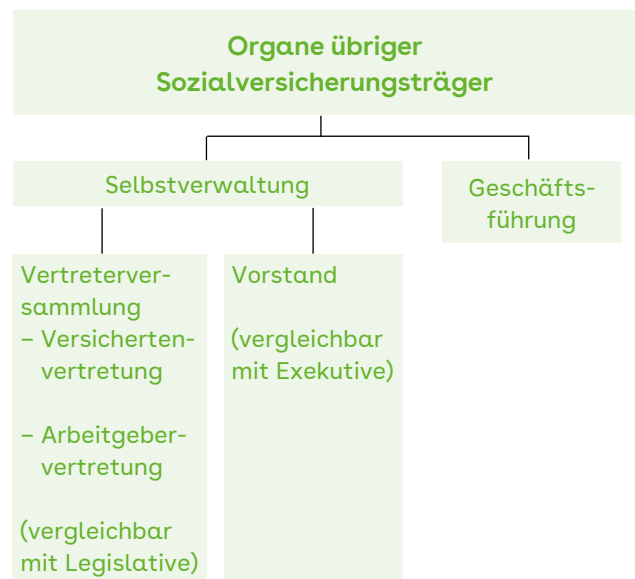 Organe übriger
Sozialversicherungsträger
Selbstverwaltung
Geschäfts-
führung
Vertreterver-
sammlung
– Versicherten-
vertretung
– Arbeitgeber-
vertretung
(vergleichbar
mit Legislative)
Vorstand
(vergleichbar
mit Exekutive)